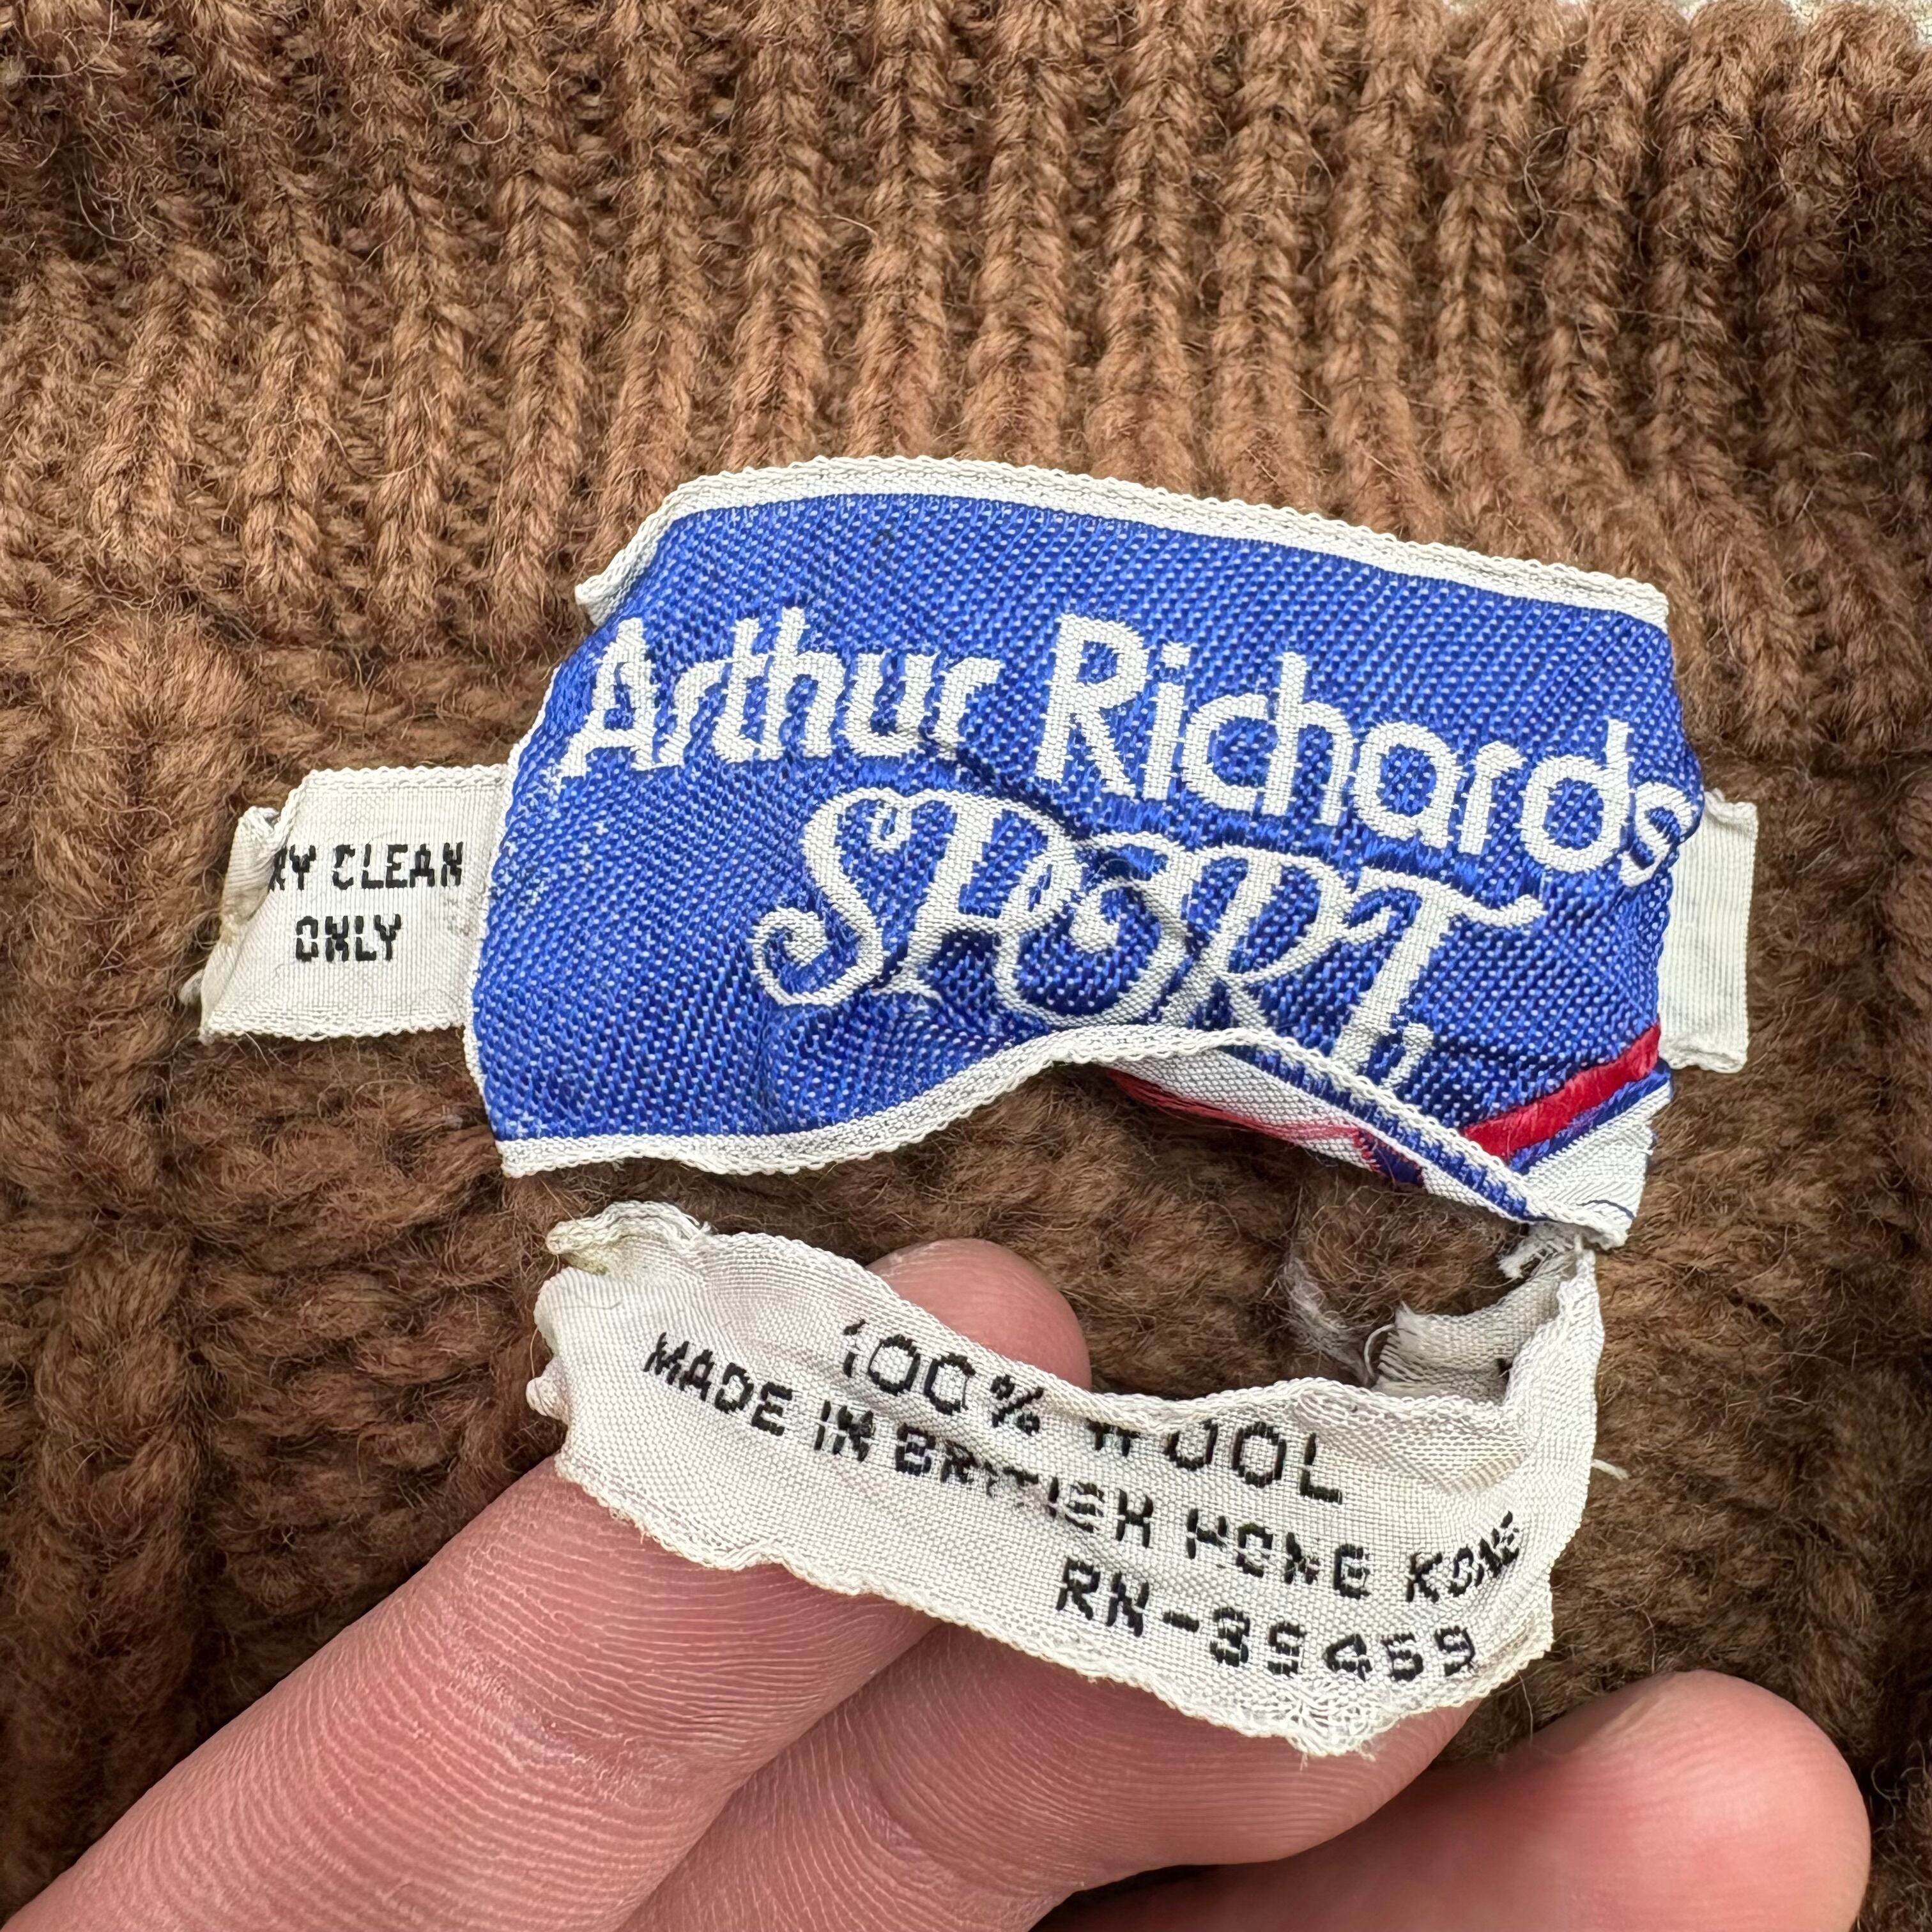 Arthur Richards
SPORT.
RY CLEAN
ONLY
100% WOOL
MADE IN BRITISH HONG KONG
RN-39459